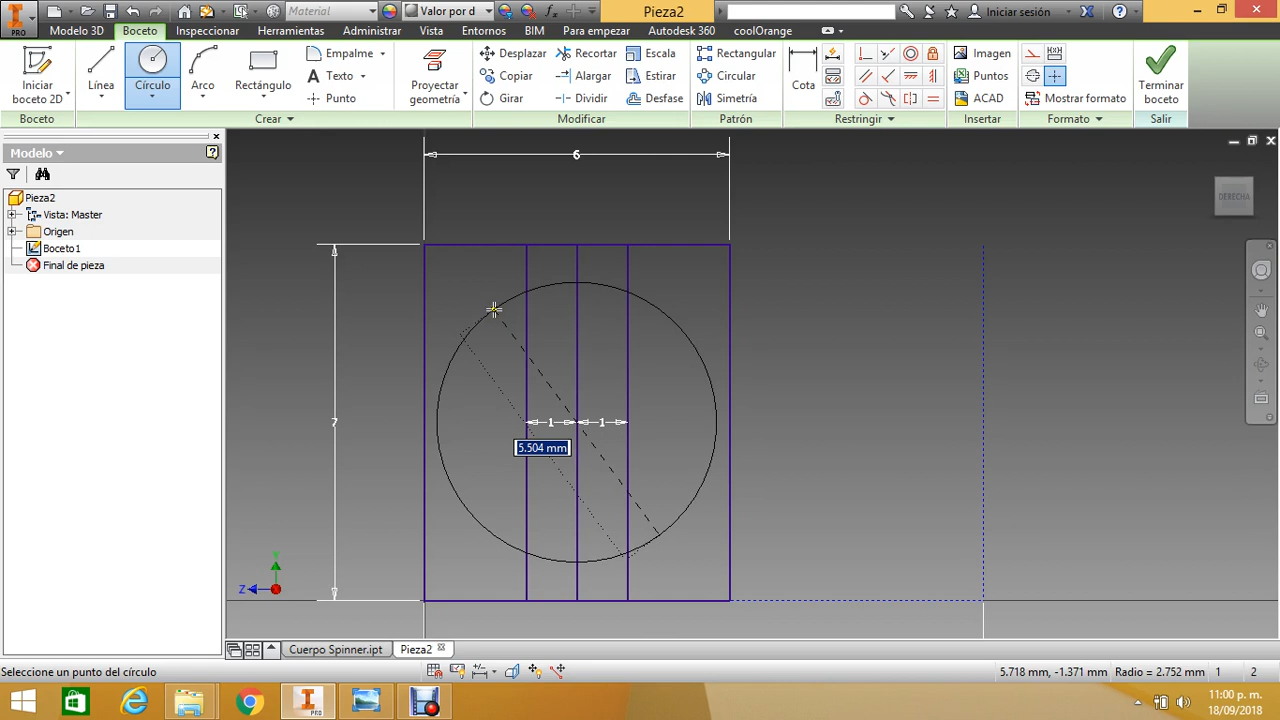 PRO
Material
Valor por d
Pieza2
Iniciar sesión
Modelo 3D
Boceto
Inspeccionar
Herramientas
Administrar
Vista
Entornos
BIM
Para empezar
Autodesk 360
coolOrange
Iniciar
boceto 2D
Línea
Círculo
Arco
Rectángulo
Empalme
Texto
Punto
Proyectar
geometría
Desplazar
Copiar
Girar
Recortar
Alargar
Dividir
Escala
Estirar
Desfase
Rectangular
Circular
Simetría
Cota
Imagen
Puntos
ACAD
Mostrar formato
Terminar
boceto
Boceto
Crear
Modificar
Patrón
Restringir
Insertar
Formato
Salir
Modelo
Pieza2
Vista: Master
Origen
Boceto1
Final de pieza
6
DERECHA
7
1
1
5.504 mm
Y
Z
Cuerpo Spinner.ipt
Pieza2
Seleccione un punto del círculo
5.718 mm, -1.371 mm
Radio = 2.752 mm
1
2
PRO
11:00 p. m.
18/09/2018